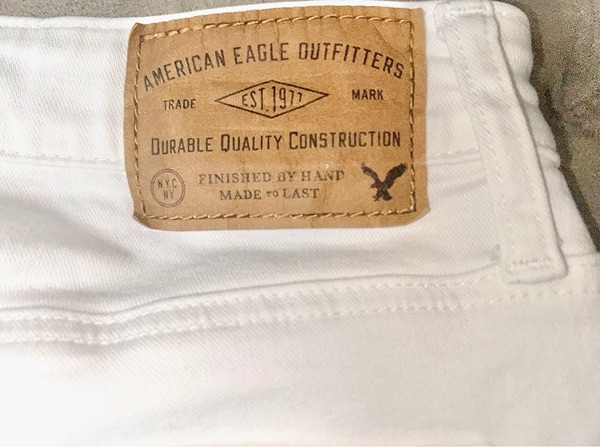 AMERICAN EAGLE OUTFITTERS
TRADE EST. 1977 MARK
DURABLE QUALITY CONSTRUCTION
FINISHED BY HAND
MADE TO LAST
N.Y.C
NY